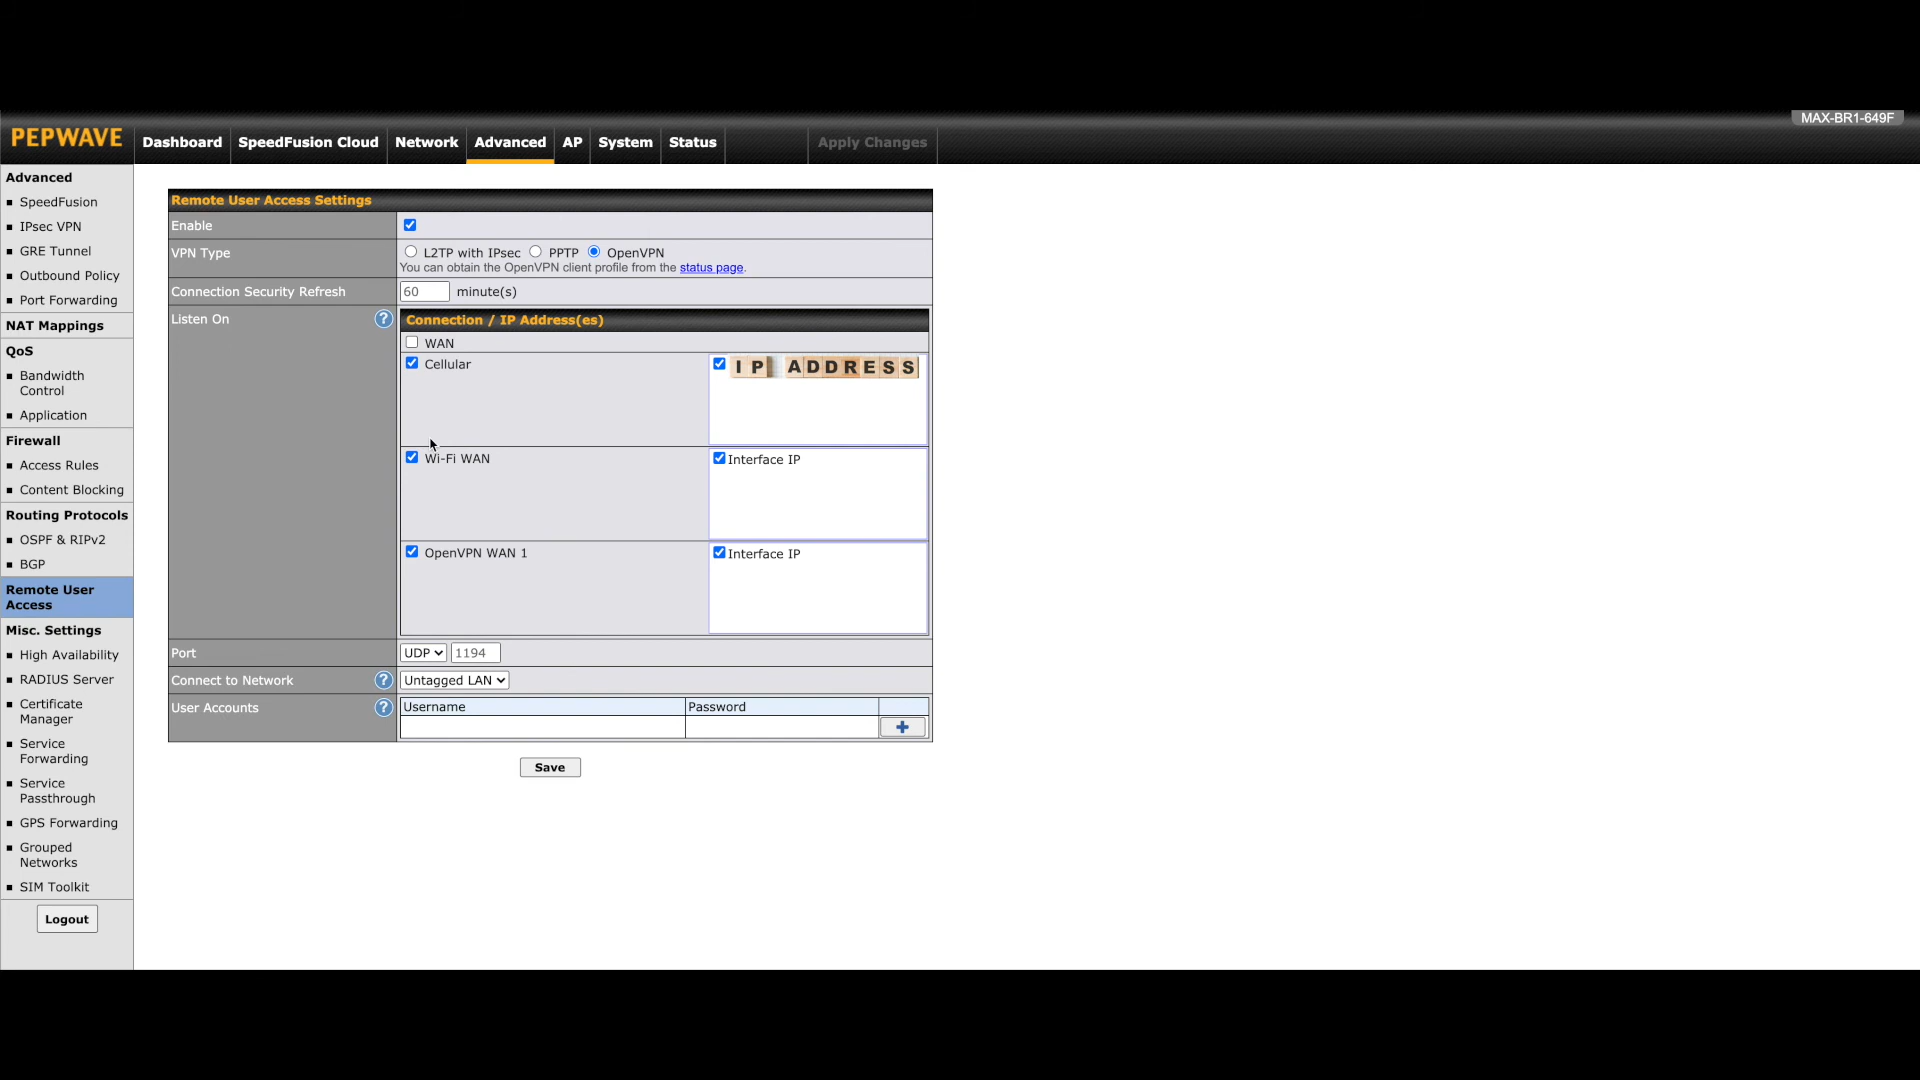 MAX-BR1-649F
PEPWAVE
Dashboard
SpeedFusion Cloud
Network
Advanced
AP
System
Status
Apply Changes
Advanced
SpeedFusion
IPsec VPN
GRE Tunnel
Outbound Policy
Port Forwarding
NAT Mappings
QoS
Bandwidth
Control
Application
Firewall
Access Rules
Content Blocking
Routing Protocols
OSPF & RIPv2
BGP
Remote User
Access
Misc. Settings
High Availability
RADIUS Server
Certificate
Manager
Service
Forwarding
Service
Passthrough
GPS Forwarding
Grouped
Networks
SIM Toolkit
Logout
Remote User Access Settings
Enable
VPN Type
L2TP with IPsec
PPTP
OpenVPN
You can obtain the OpenVPN client profile from the status page.
Connection Security Refresh
60
minute(s)
Listen On
?
Connection / IP Address(es)
WAN
Cellular
IP ADDRESS
Wi-Fi WAN
Interface IP
OpenVPN WAN 1
Interface IP
Port
UDP
1194
Connect to Network
?
Untagged LAN
User Accounts
?
Username
Password
Save